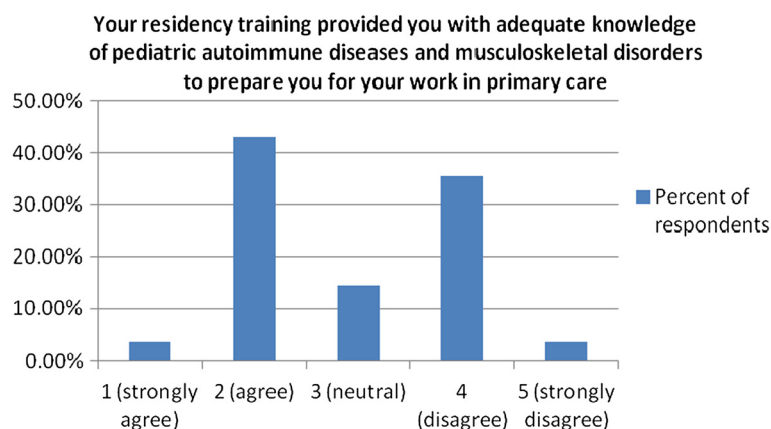 Your residency training provided you with adequate knowledge
of pediatric autoimmune diseases and musculoskeletal disorders
to prepare you for your work in primary care
50.00%
40.00%
30.00%
20.00%
10.00%
0.00%
1 (strongly agree)
2 (agree)
3 (neutral)
4 (disagree)
5 (strongly disagree)
Percent of
respondents